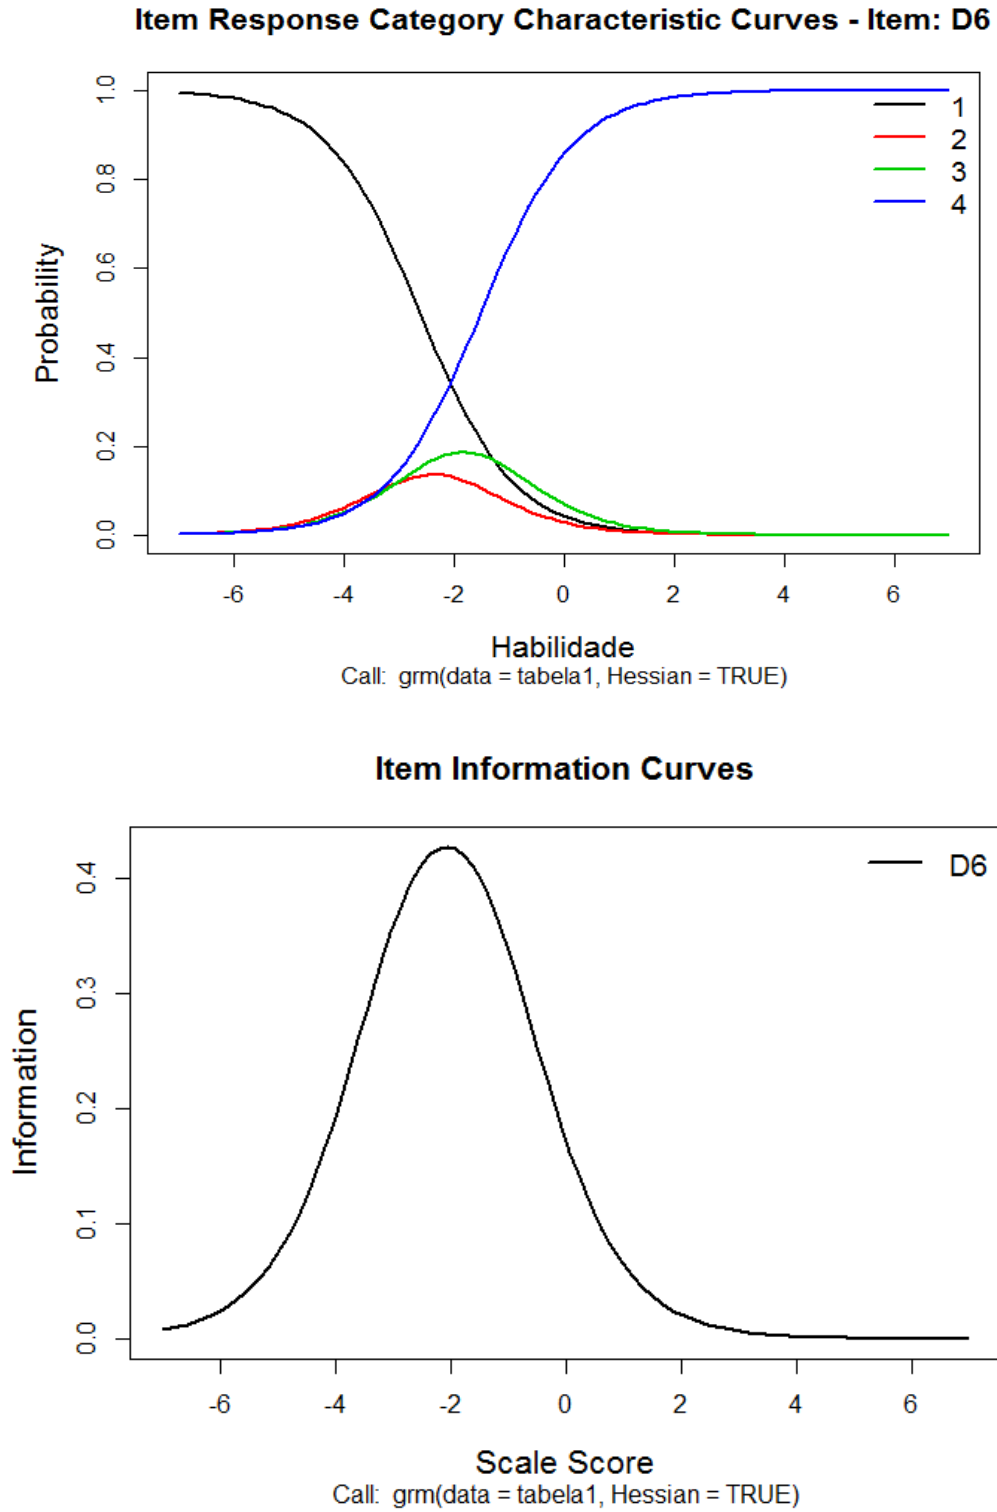 Item Response Category Characteristic Curves - Item: D6
1.0
0.8
0.6
0.4
0.2
0.0
Probability
1
2
3
4
-6 -4 -2 0 2 4 6
Habilidade
Call: grm(data = tabela1, Hessian = TRUE)
Item Information Curves
0.4
0.3
0.2
0.1
0.0
Information
D6
-6 -4 -2 0 2 4 6
Scale Score
Call: grm(data = tabela1, Hessian = TRUE)